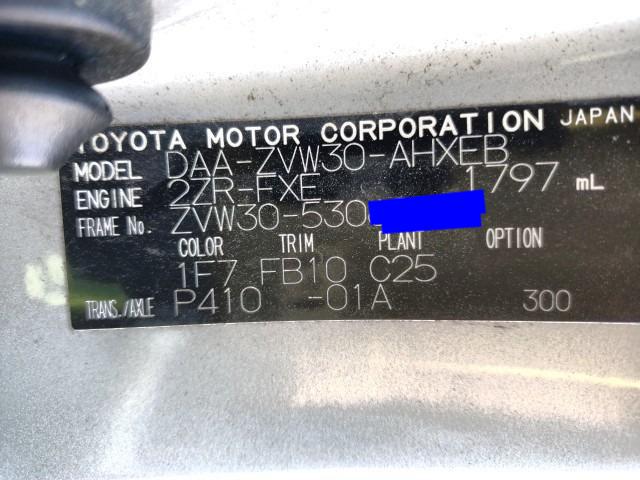 TOYOTA MOTOR CORPORATION JAPAN
MODEL DAA-ZVW30-AHXEB
ENGINE 2ZR-FXE 1797 mL
FRAME No. ZVW30-530
COLOR TRIM PLANT OPTION
1F7 FB10 C25
TRANS./AXLE P410 -01A 300